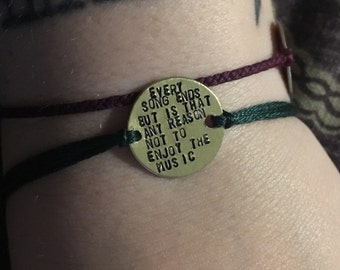 EVERY
SONG ENDS
BUT IS THAT
ANY REASON
NOT TO
ENJOY THE
MUSIC